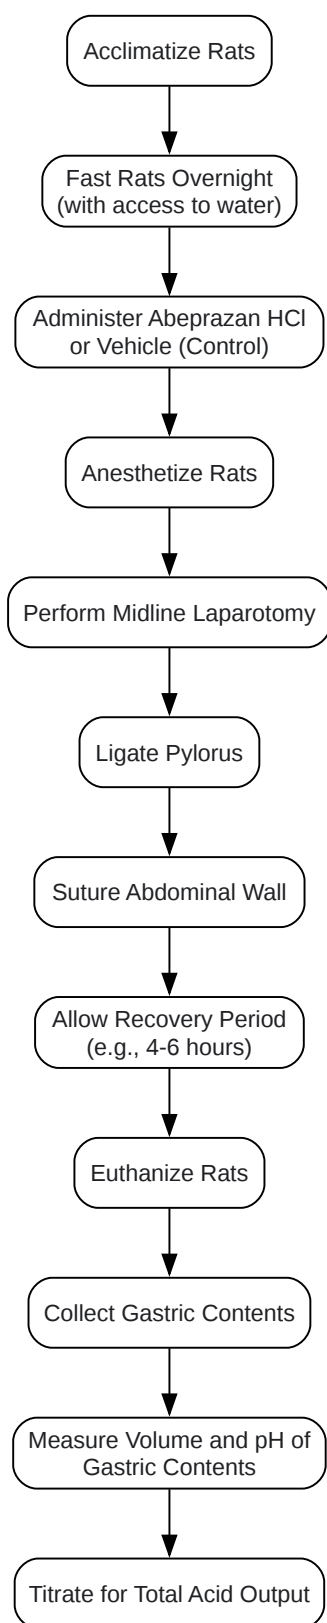 Acclimatize Rats
Fast Rats Overnight
(with access to water)
Administer Abeprazan HCl
or Vehicle (Control)
Anesthetize Rats
Perform Midline Laparotomy
Ligate Pylorus
Suture Abdominal Wall
Allow Recovery Period
(e.g., 4-6 hours)
Euthanize Rats
Collect Gastric Contents
Measure Volume and pH of
Gastric Contents
Titrate for Total Acid Output